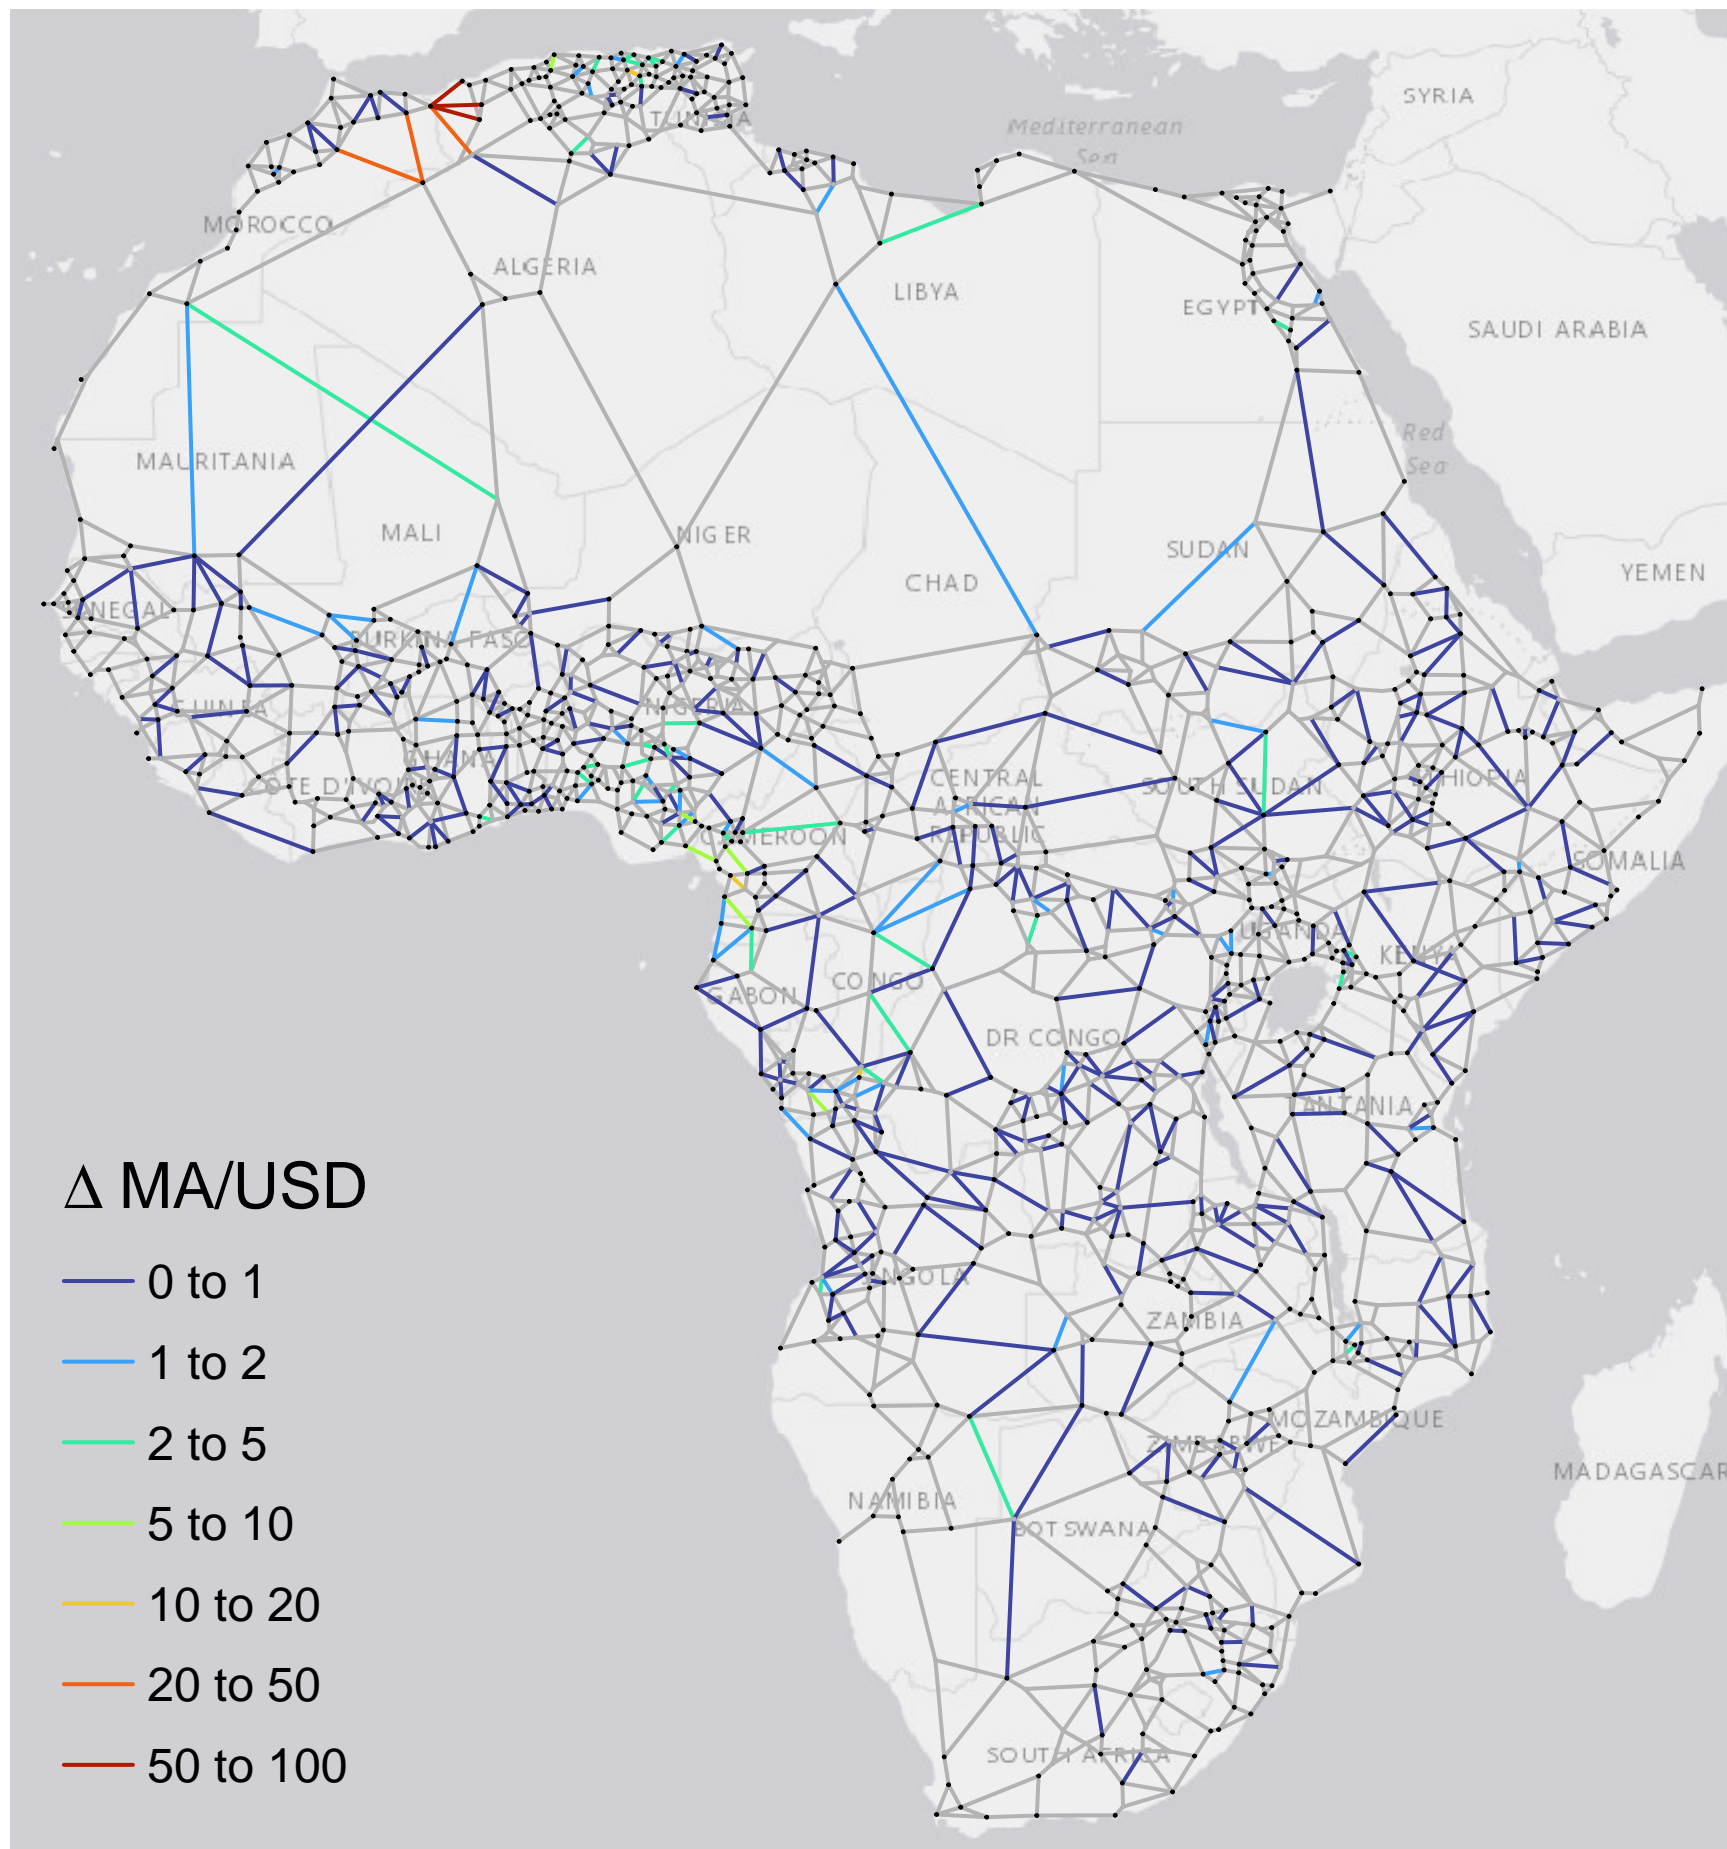 SYRIA
Mediterranean
Sea
TUNISIA
MOROCCO
ALGERIA
LIBYA
EGYPT
SAUDI ARABIA
Red
Sea
MAURITANIA
MALI
NIGER
SUDAN
YEMEN
CHAD
SENEGAL
BURKINA FASO
GUINEA
NIGERIA
GHANA
CÔTE D'IVOIRE
CENTRAL
AFRICAN
REPUBLIC
SOUTH SUDAN
ETHIOPIA
CAMEROON
SOMALIA
UGANDA
KENYA
GABON
CONGO
DR CONGO
TANZANIA
ANGOLA
ZAMBIA
MOZAMBIQUE
ZIMBABWE
MADAGASCAR
NAMIBIA
BOTSWANA
SOUTH AFRICA
Δ MA/USD
0 to 1
1 to 2
2 to 5
5 to 10
10 to 20
20 to 50
50 to 100